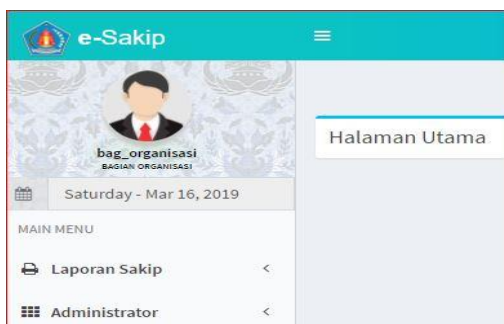 e-Sakip
bag_organisasi
BAGIAN ORGANISASI
Saturday - Mar 16, 2019
MAIN MENU
Laporan Sakip
Administrator
Halaman Utama